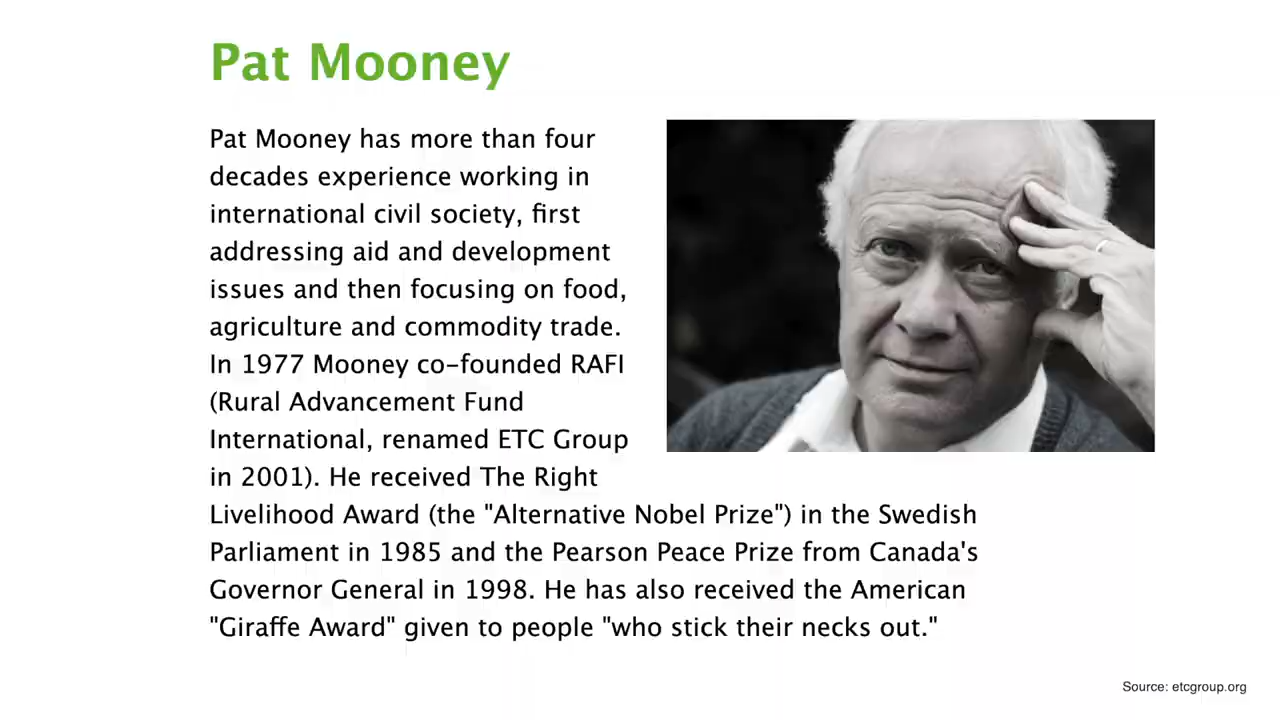 Pat Mooney
Pat Mooney has more than four
decades experience working in
international civil society, first
addressing aid and development
issues and then focusing on food,
agriculture and commodity trade.
In 1977 Mooney co-founded RAFI
(Rural Advancement Fund
International, renamed ETC Group
in 2001). He received The Right
Livelihood Award (the "Alternative Nobel Prize") in the Swedish
Parliament in 1985 and the Pearson Peace Prize from Canada's
Governor General in 1998. He has also received the American
"Giraffe Award" given to people "who stick their necks out."
Source: etcgroup.org